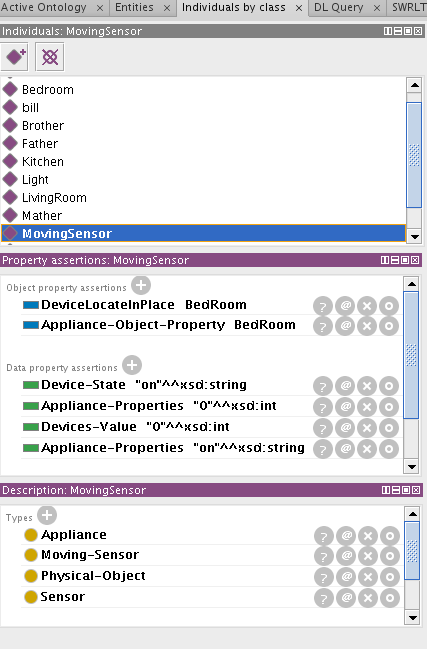 Active Ontology × Entities × Individuals by class × DL Query × SWRLT
Individuals: MovingSensor
Bedroom
bill
Brother
Father
Kitchen
Light
LivingRoom
Mather
MovingSensor
Property assertions: MovingSensor
Object property assertions
DeviceLocateInPlace BedRoom
Appliance-Object-Property BedRoom
Data property assertions
Device-State "on"^^xsd:string
Appliance-Properties "0"^^xsd:int
Devices-Value "0"^^xsd:int
Appliance-Properties "on"^^xsd:string
Description: MovingSensor
Types
Appliance
Moving-Sensor
Physical-Object
Sensor